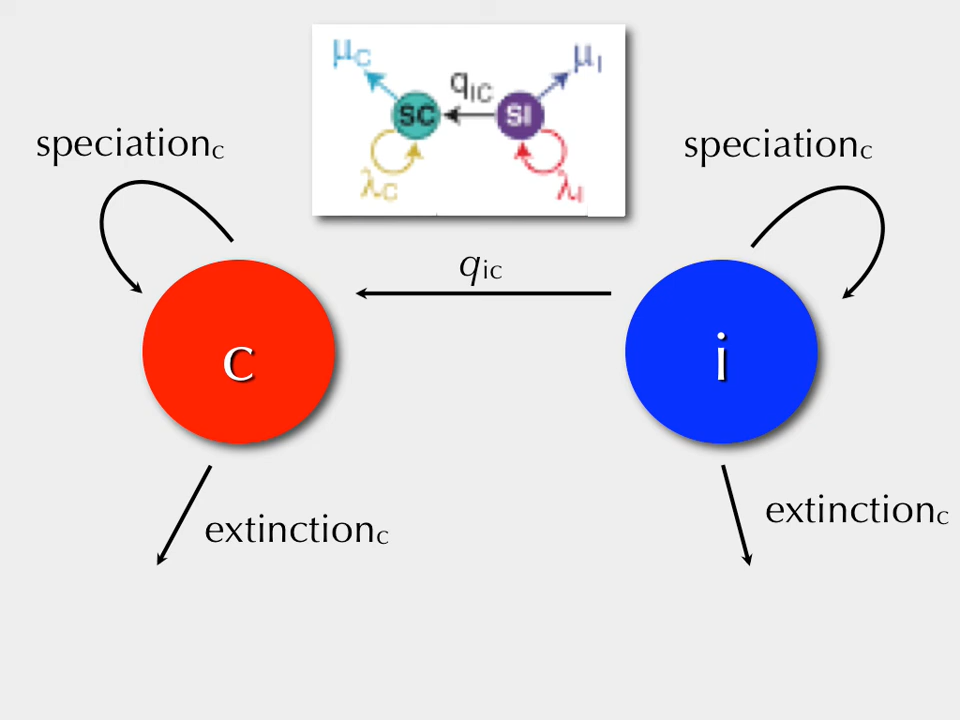 μC
μI
qIC
SC
SI
λC
λI
speciationc
speciationc
qic
c
i
extinctionc
extinctionc